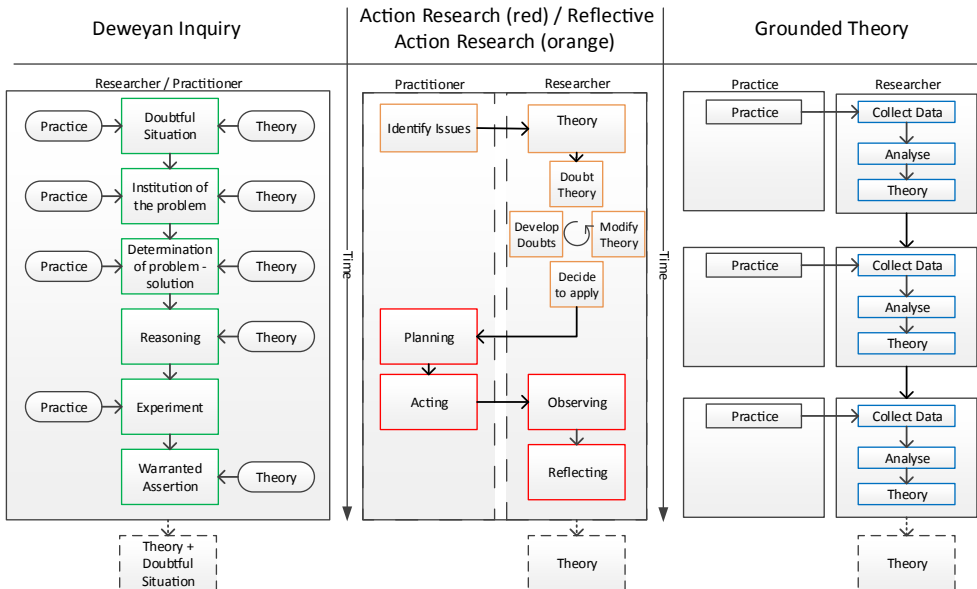 Deweyan Inquiry
Researcher / Practitioner
Practice
Doubtful
Situation
Theory
Practice
Institution of
the problem
Theory
Practice
Determination
of problem -
solution
Theory
Reasoning
Theory
Practice
Experiment
Warranted
Assertion
Theory
Theory +
Doubtful
Situation
Time
Action Research (red) / Reflective
Action Research (orange)
Practitioner
Researcher
Identify Issues
Theory
Doubt
Theory
Develop
Doubts
Modify
Theory
Decide
to apply
Planning
Acting
Observing
Reflecting
Theory
Time
Grounded Theory
Practice
Researcher
Practice
Collect Data
Analyse
Theory
Practice
Collect Data
Analyse
Theory
Practice
Collect Data
Analyse
Theory
Theory